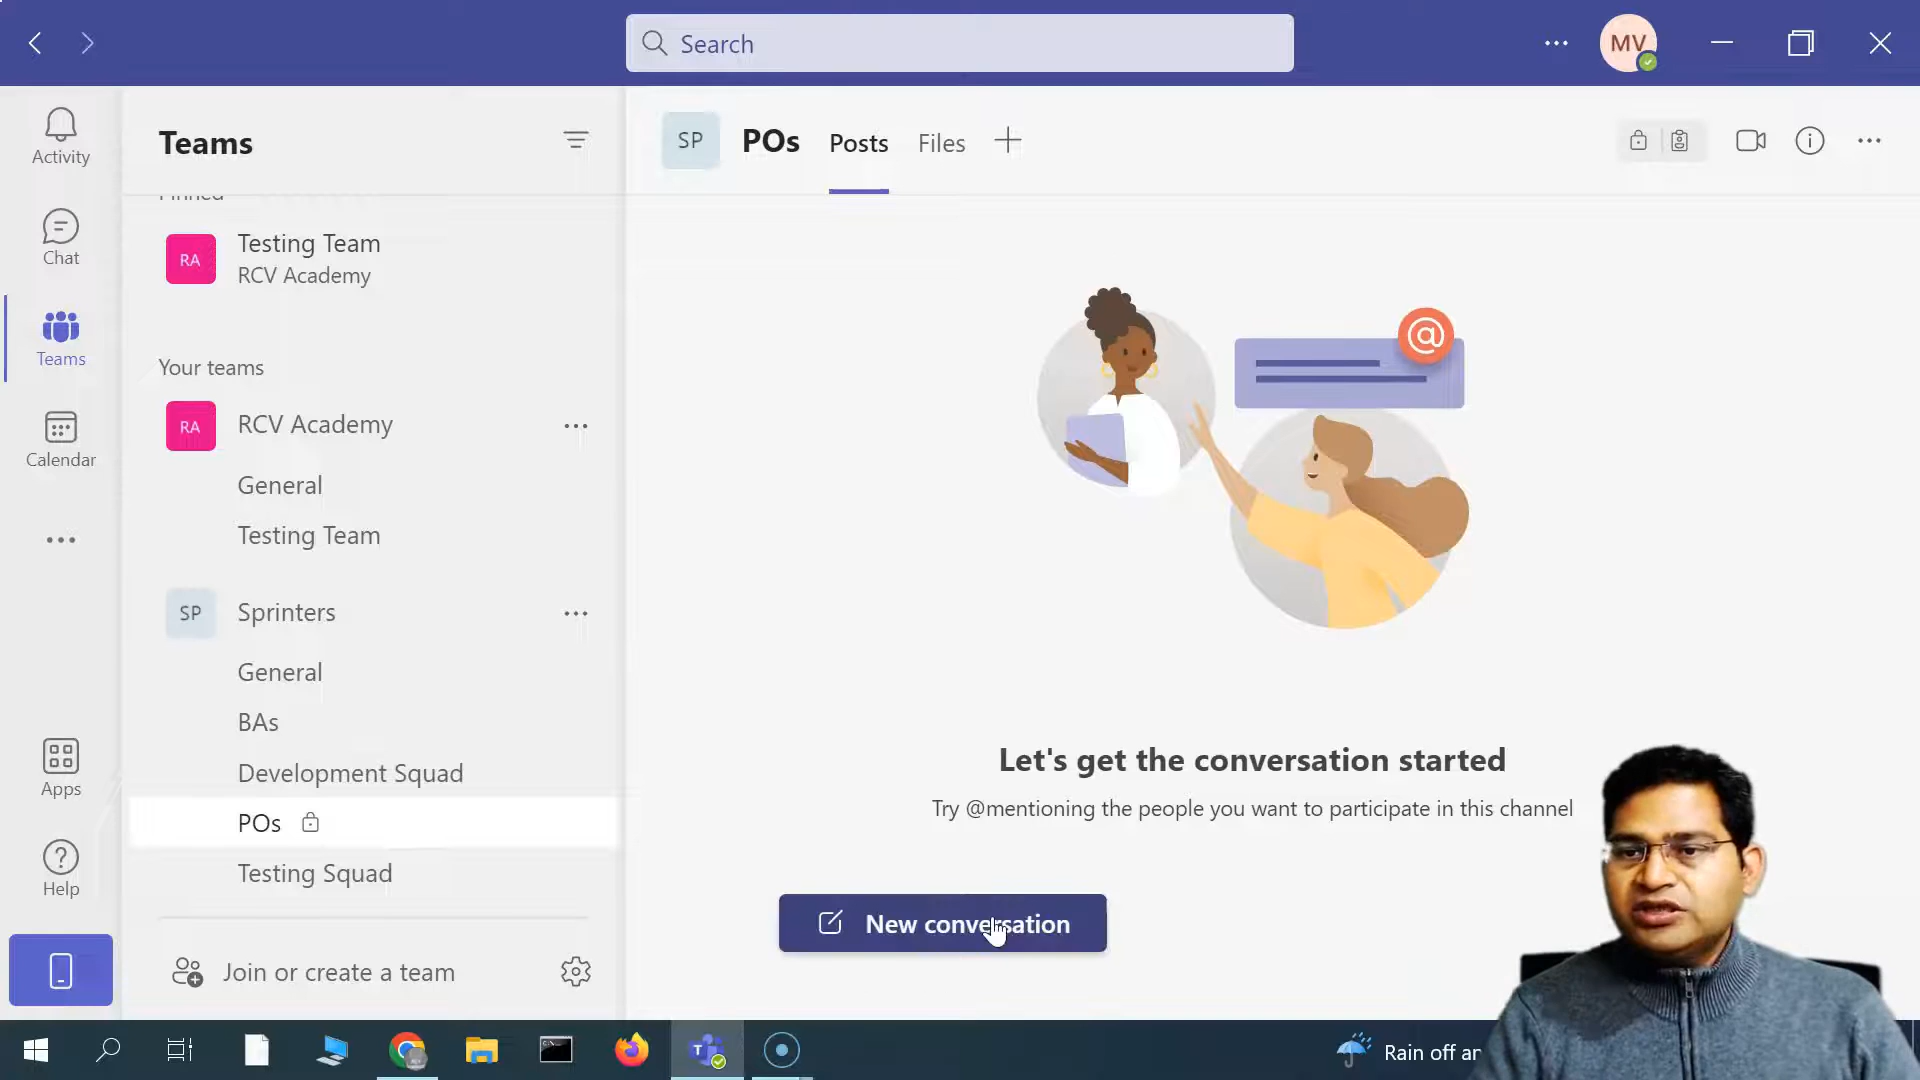 Search
MV
Activity
Chat
Teams
Calendar
Apps
Help
Teams
Pinned
RA
Testing Team
RCV Academy
Your teams
RA
RCV Academy
General
Testing Team
SP
Sprinters
General
BAs
Development Squad
POs
Testing Squad
Join or create a team
SP
POs
Posts
Files
@
Let's get the conversation started
Try @mentioning the people you want to participate in this channel
New conversation
Rain off